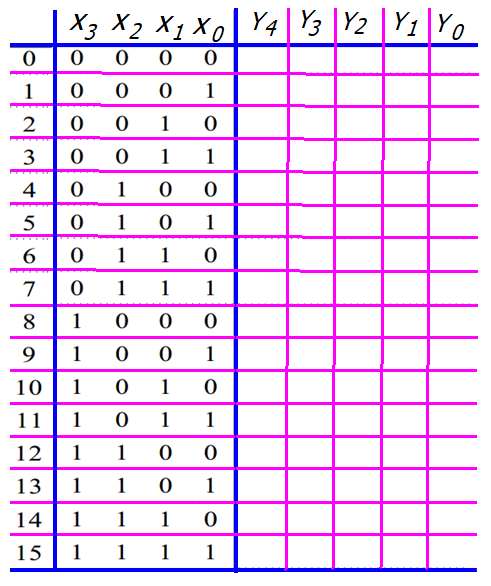 X3 X2 X1 X0 Y4 Y3 Y2 Y1 Y0
0 0 0 0 0
1 0 0 0 1
2 0 0 1 0
3 0 0 1 1
4 0 1 0 0
5 0 1 0 1
6 0 1 1 0
7 0 1 1 1
8 1 0 0 0
9 1 0 0 1
10 1 0 1 0
11 1 0 1 1
12 1 1 0 0
13 1 1 0 1
14 1 1 1 0
15 1 1 1 1